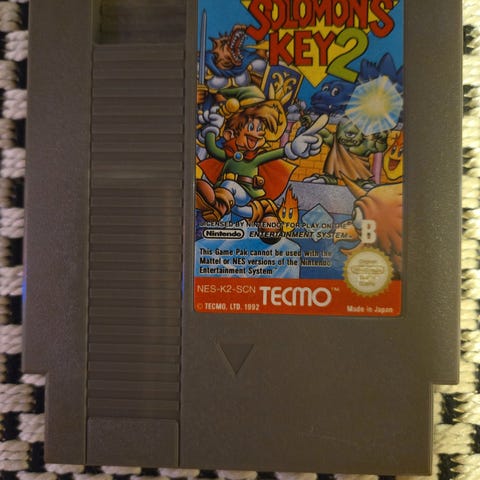 SOLOMON'S
KEY 2
LICENSED BY NINTENDO FOR PLAY ON THE
Nintendo ENTERTAINMENT SYSTEM
B
This Game Pak cannot be used with the
Mattel or NES versions of the Nintendo
Entertainment System
NES-K2-SCN TECMO™
© TECMO, LTD. 1992
Made in Japan